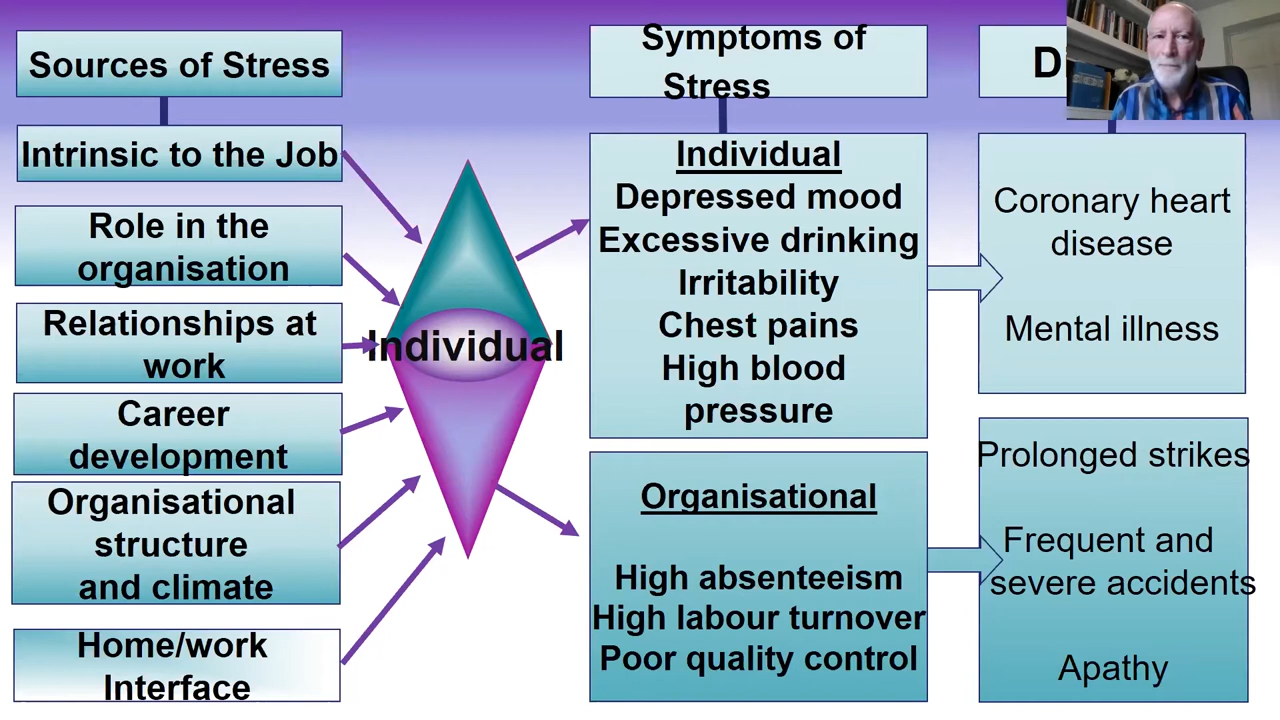 Sources of Stress
Intrinsic to the Job
Role in the
organisation
Relationships at
work
Career
development
Organisational
structure
and climate
Home/work
Interface
Individual
Symptoms of
Stress
Individual
Depressed mood
Excessive drinking
Irritability
Chest pains
High blood
pressure
Organisational
High absenteeism
High labour turnover
Poor quality control
Coronary heart
disease
Mental illness
Prolonged strikes
Frequent and
severe accidents
Apathy